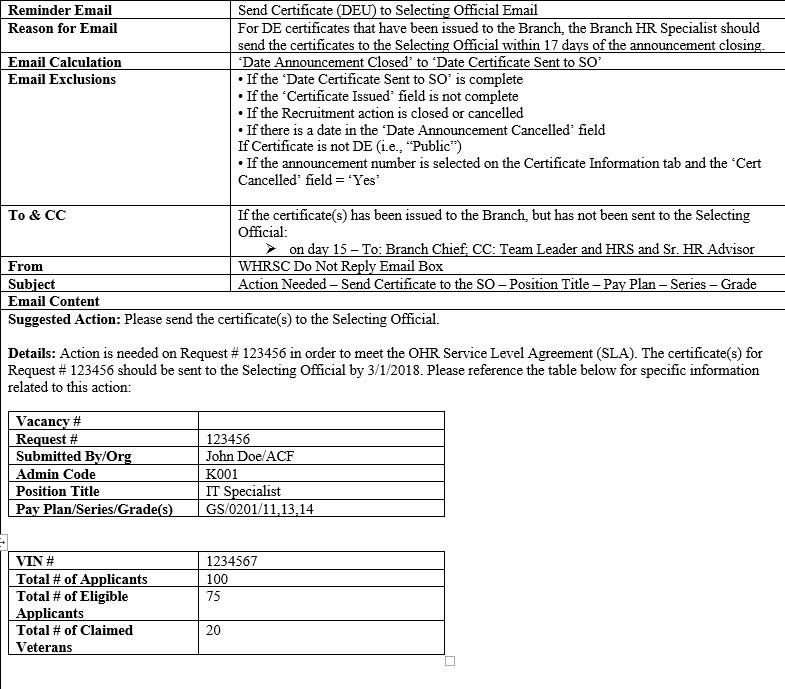 Reminder Email Send Certificate (DEU) to Selecting Official Email
Reason for Email For DE certificates that have been issued to the Branch, the Branch HR Specialist should
send the certificates to the Selecting Official within 17 days of the announcement closing.
Email Calculation ‘Date Announcement Closed’ to ‘Date Certificate Sent to SO’
Email Exclusions • If the ‘Date Certificate Sent to SO’ is complete
• If the ‘Certificate Issued’ field is not complete
• If the Recruitment action is closed or cancelled
• If there is a date in the ‘Date Announcement Cancelled’ field
If Certificate is not DE (i.e., “Public”)
• If the announcement number is selected on the Certificate Information tab and the ‘Cert
Cancelled’ field = ‘Yes’
To & CC If the certificate(s) has been issued to the Branch, but has not been sent to the Selecting
Official:
➤ on day 15 – To: Branch Chief; CC: Team Leader and HRS and Sr. HR Advisor
From WHRSC Do Not Reply Email Box
Subject Action Needed – Send Certificate to the SO – Position Title – Pay Plan – Series – Grade
Email Content
Suggested Action: Please send the certificate(s) to the Selecting Official.
Details: Action is needed on Request # 123456 in order to meet the OHR Service Level Agreement (SLA). The certificate(s) for
Request # 123456 should be sent to the Selecting Official by 3/1/2018. Please reference the table below for specific information
related to this action:
Vacancy #
Request # 123456
Submitted By/Org John Doe/ACF
Admin Code K001
Position Title IT Specialist
Pay Plan/Series/Grade(s) GS/0201/11,13,14
VIN # 1234567
Total # of Applicants 100
Total # of Eligible 75
Applicants
Total # of Claimed 20
Veterans